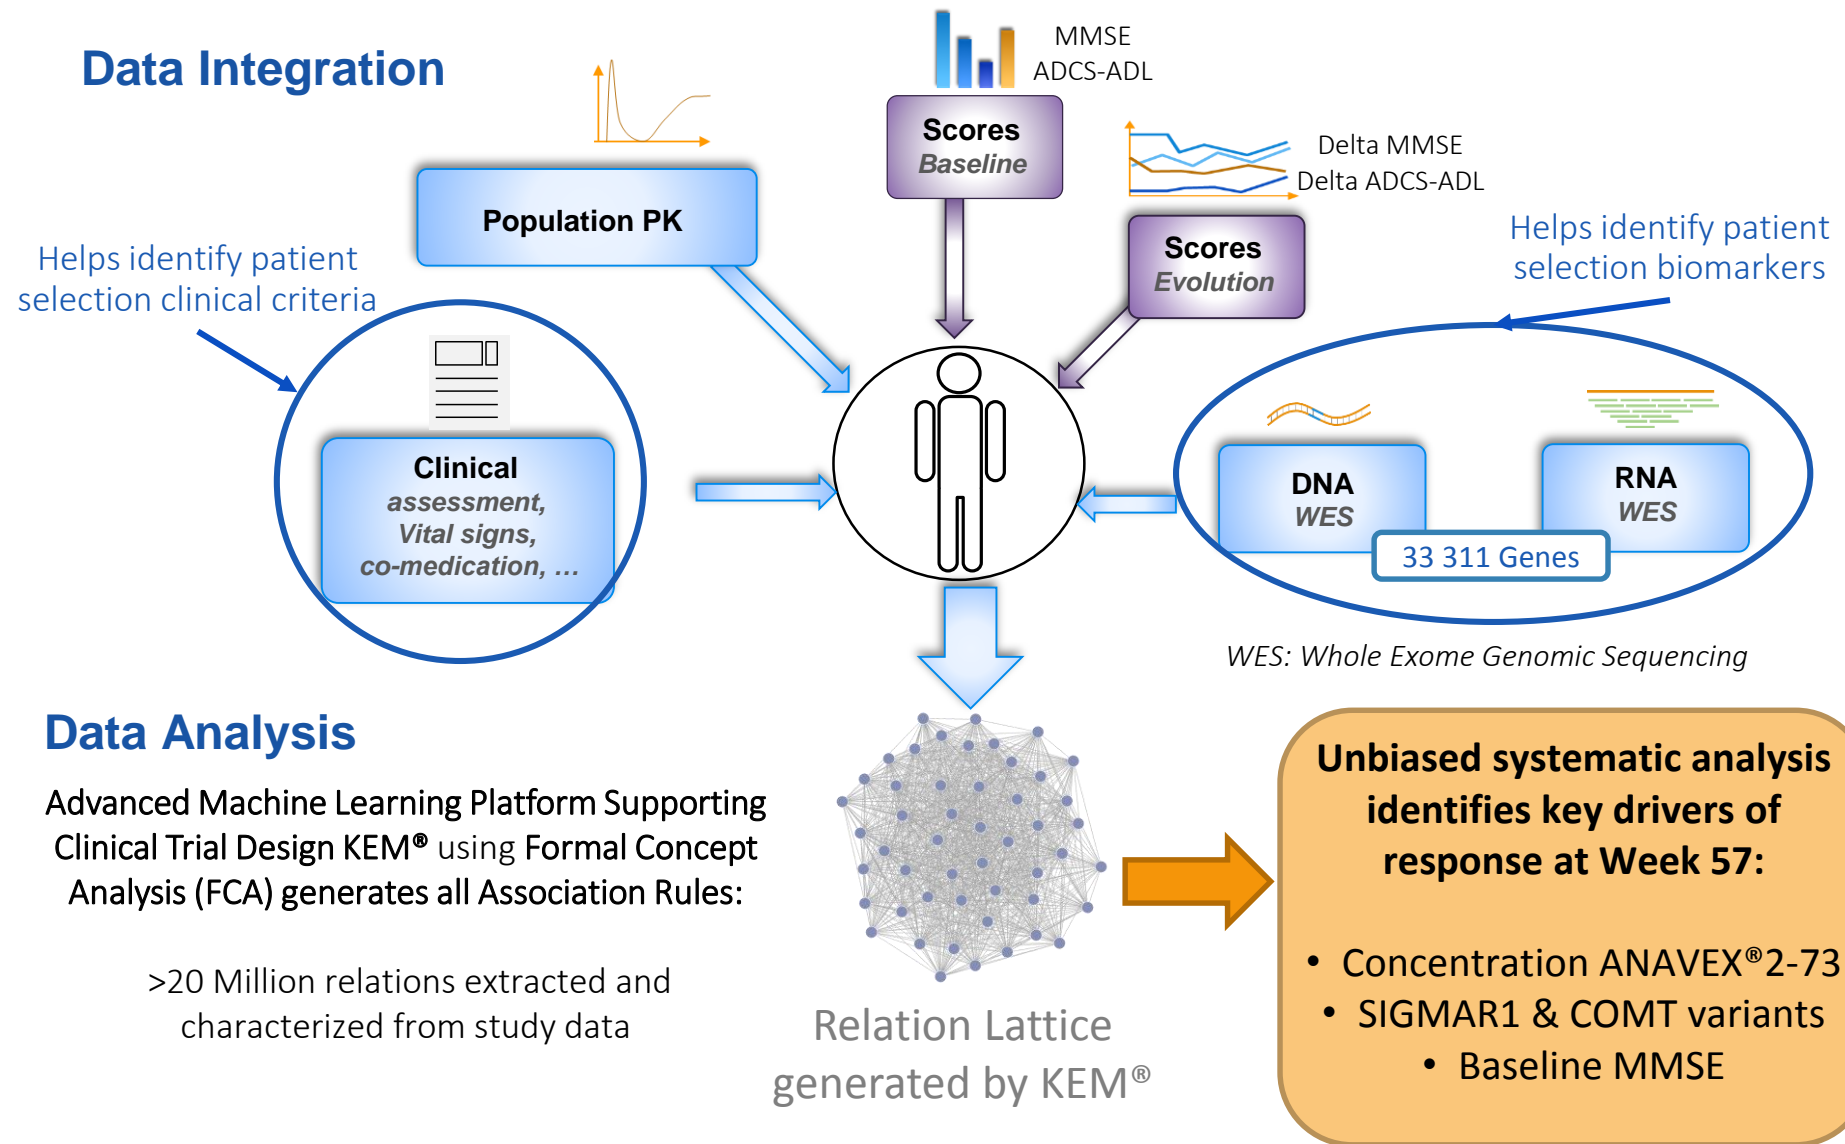 Data Integration
MMSE
ADCS-ADL
Scores
Baseline
Delta MMSE
Delta ADCS-ADL
Population PK
Scores
Evolution
Helps identify patient
selection clinical criteria
Helps identify patient
selection biomarkers
Clinical
assessment,
Vital signs,
co-medication, …
DNA
WES
RNA
WES
33 311 Genes
WES: Whole Exome Genomic Sequencing
Data Analysis
Advanced Machine Learning Platform Supporting
Clinical Trial Design KEM® using Formal Concept
Analysis (FCA) generates all Association Rules:
>20 Million relations extracted and
characterized from study data
Relation Lattice
generated by KEM®
Unbiased systematic analysis
identifies key drivers of
response at Week 57:
• Concentration ANAVEX®2-73
• SIGMAR1 & COMT variants
• Baseline MMSE